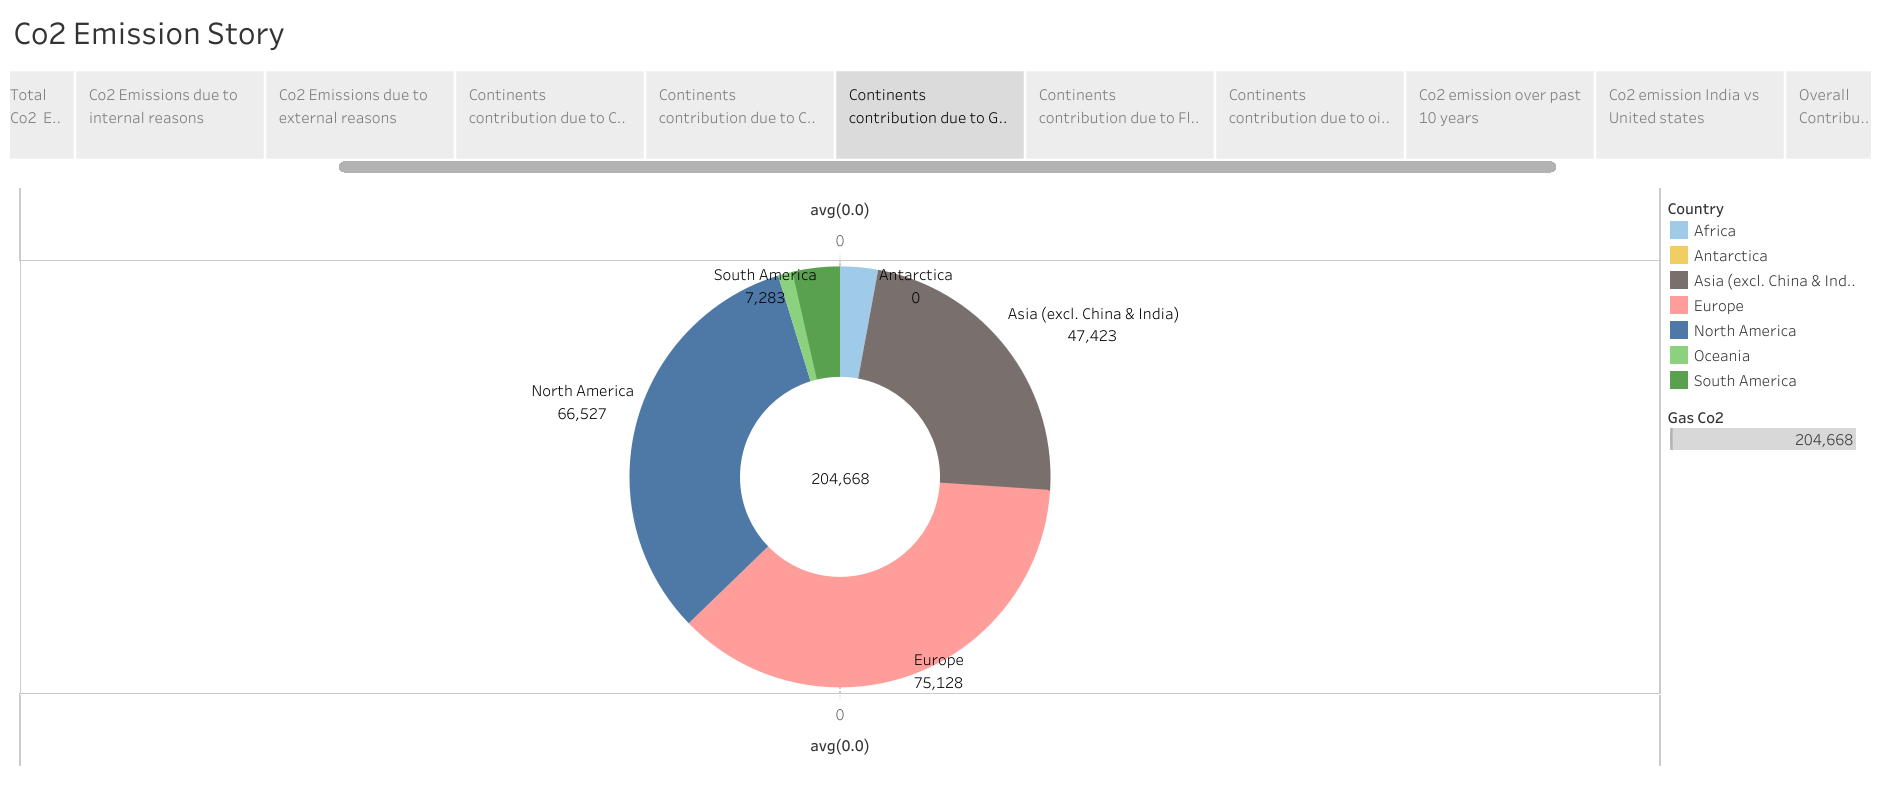 Co2 Emission Story
Total
Co2 E..
Co2 Emissions due to
internal reasons
Co2 Emissions due to
external reasons
Continents
contribution due to C..
Continents
contribution due to C..
Continents
contribution due to G..
Continents
contribution due to Fl..
Continents
contribution due to oi..
Co2 emission over past
10 years
Co2 emission India vs
United states
Overall
Contribu..
avg(0.0)
0
South America
7,283
Antarctica
0
Asia (excl. China & India)
47,423
North America
66,527
204,668
Europe
75,128
0
avg(0.0)
Country
Africa
Antarctica
Asia (excl. China & Ind..
Europe
North America
Oceania
South America
Gas Co2
204,668